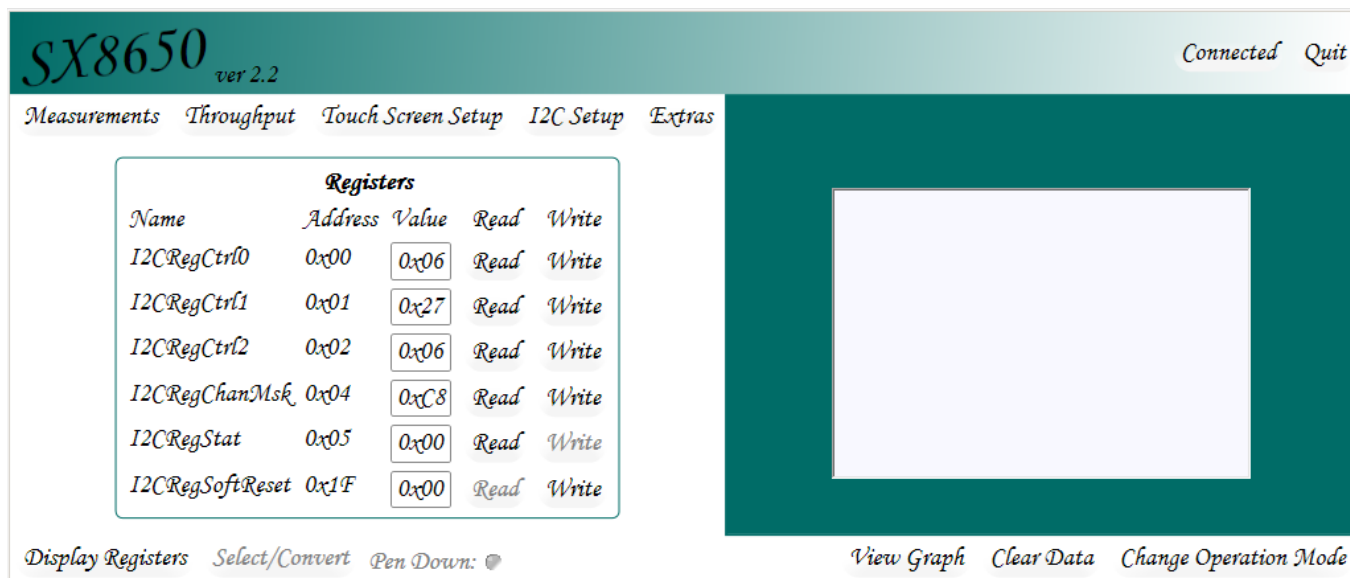 SX8650 ver 2.2
Connected Quit
Measurements Throughput Touch Screen Setup I2C Setup Extras
Registers
Name Address Value Read Write
I2CRegCtrl0 0x00 0x06 Read Write
I2CRegCtrl1 0x01 0x27 Read Write
I2CRegCtrl2 0x02 0x06 Read Write
I2CRegChanMsk 0x04 0xC8 Read Write
I2CRegStat 0x05 0x00 Read Write
I2CRegSoftReset 0x1F 0x00 Read Write
Display Registers Select/Convert Pen Down:
View Graph Clear Data Change Operation Mode